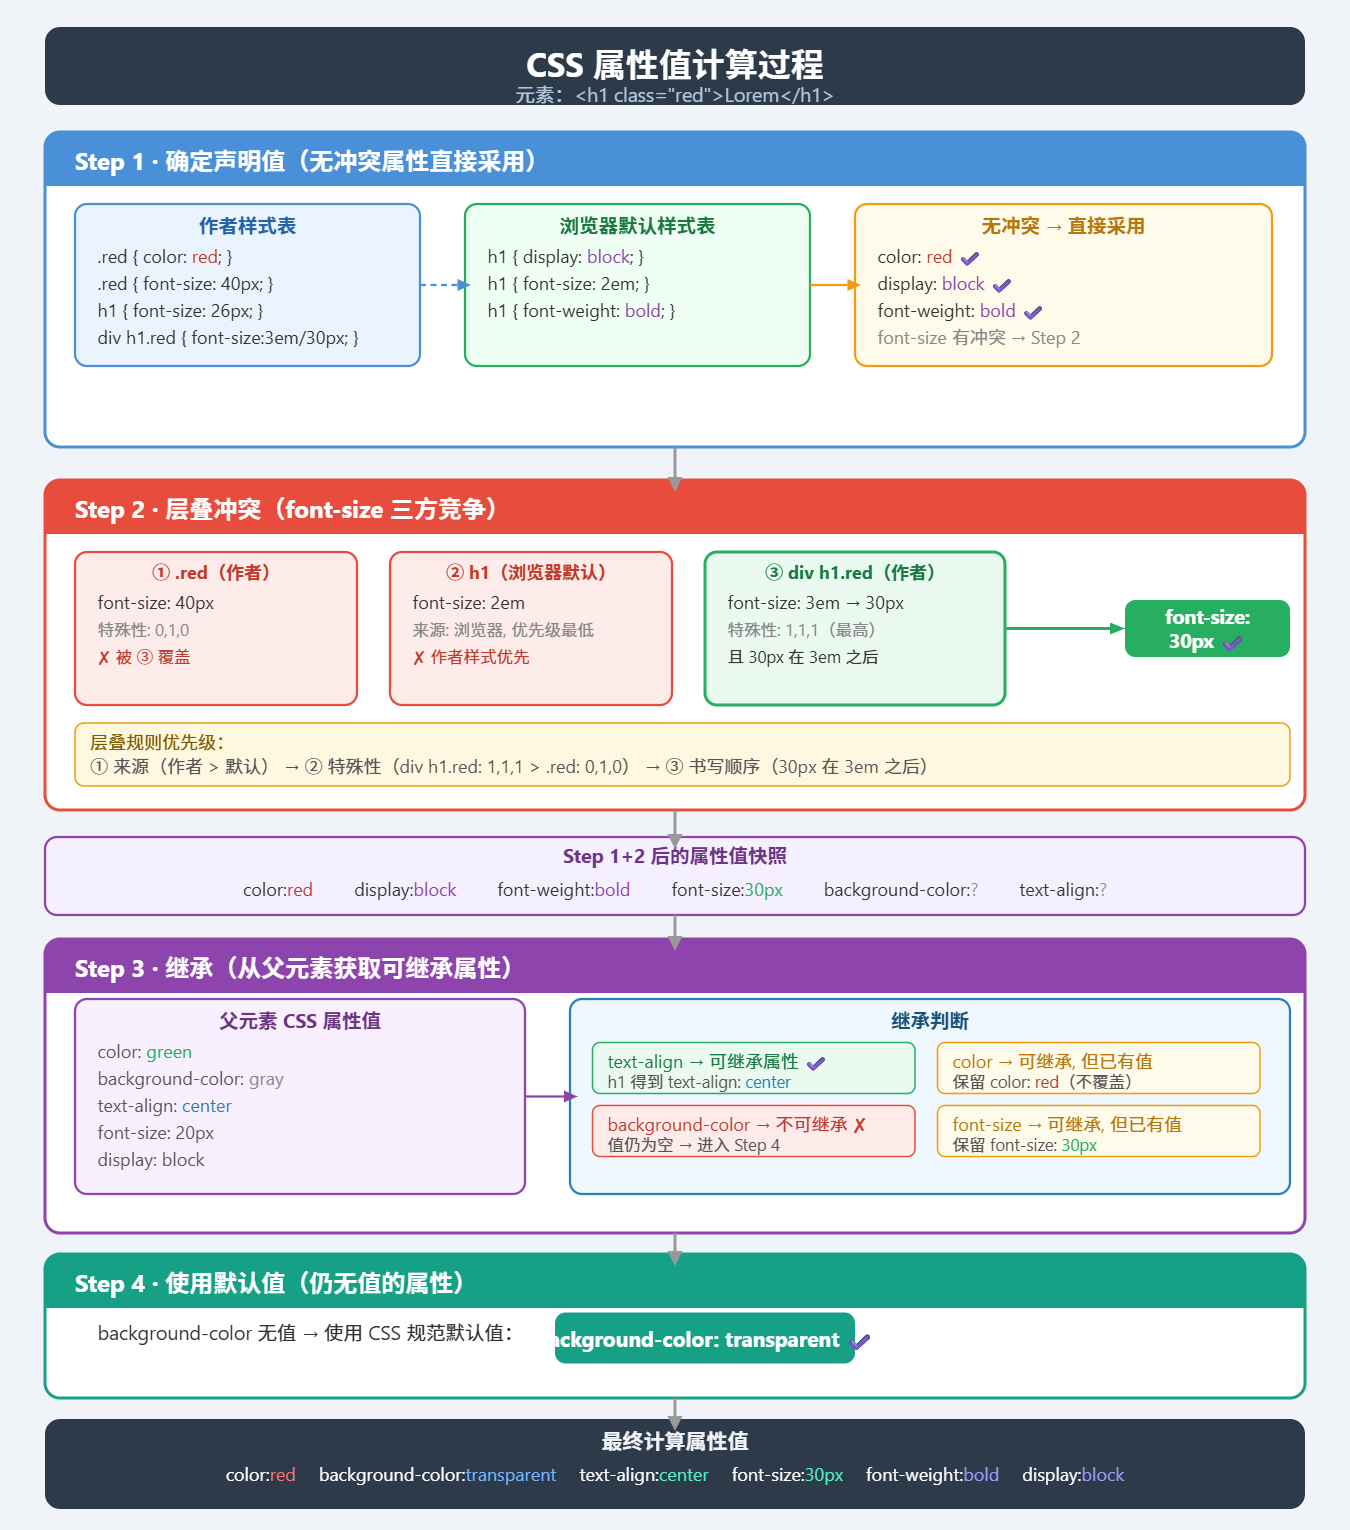 CSS 属性值计算过程
元素：<h1 class="red">Lorem</h1>
Step 1 · 确定声明值（无冲突属性直接采用）
作者样式表
.red { color: red; }
.red { font-size: 40px; }
h1 { font-size: 26px; }
div h1.red { font-size:3em/30px; }
浏览器默认样式表
h1 { display: block; }
h1 { font-size: 2em; }
h1 { font-weight: bold; }
无冲突 → 直接采用
color: red ✔
display: block ✔
font-weight: bold ✔
font-size 有冲突 → Step 2
Step 2 · 层叠冲突（font-size 三方竞争）
① .red（作者）
font-size: 40px
特殊性: 0,1,0
✗ 被 ③ 覆盖
② h1（浏览器默认）
font-size: 2em
来源: 浏览器, 优先级最低
✗ 作者样式优先
③ div h1.red（作者）
font-size: 3em → 30px
特殊性: 1,1,1（最高）
且 30px 在 3em 之后
font-size:
30px ✔
层叠规则优先级：
① 来源（作者 > 默认） → ② 特殊性（div h1.red: 1,1,1 > .red: 0,1,0） → ③ 书写顺序（30px 在 3em 之后）
Step 1+2 后的属性值快照
color:red display:block font-weight:bold font-size:30px background-color:? text-align:?
Step 3 · 继承（从父元素获取可继承属性）
父元素 CSS 属性值
color: green
background-color: gray
text-align: center
font-size: 20px
display: block
继承判断
text-align → 可继承属性 ✔
h1 得到 text-align: center
color → 可继承, 但已有值
保留 color: red（不覆盖）
background-color → 不可继承 ✗
值仍为空 → 进入 Step 4
font-size → 可继承, 但已有值
保留 font-size: 30px
Step 4 · 使用默认值（仍无值的属性）
background-color 无值 → 使用 CSS 规范默认值：
ackground-color: transparent ✔
最终计算属性值
color:red background-color:transparent text-align:center font-size:30px font-weight:bold display:block